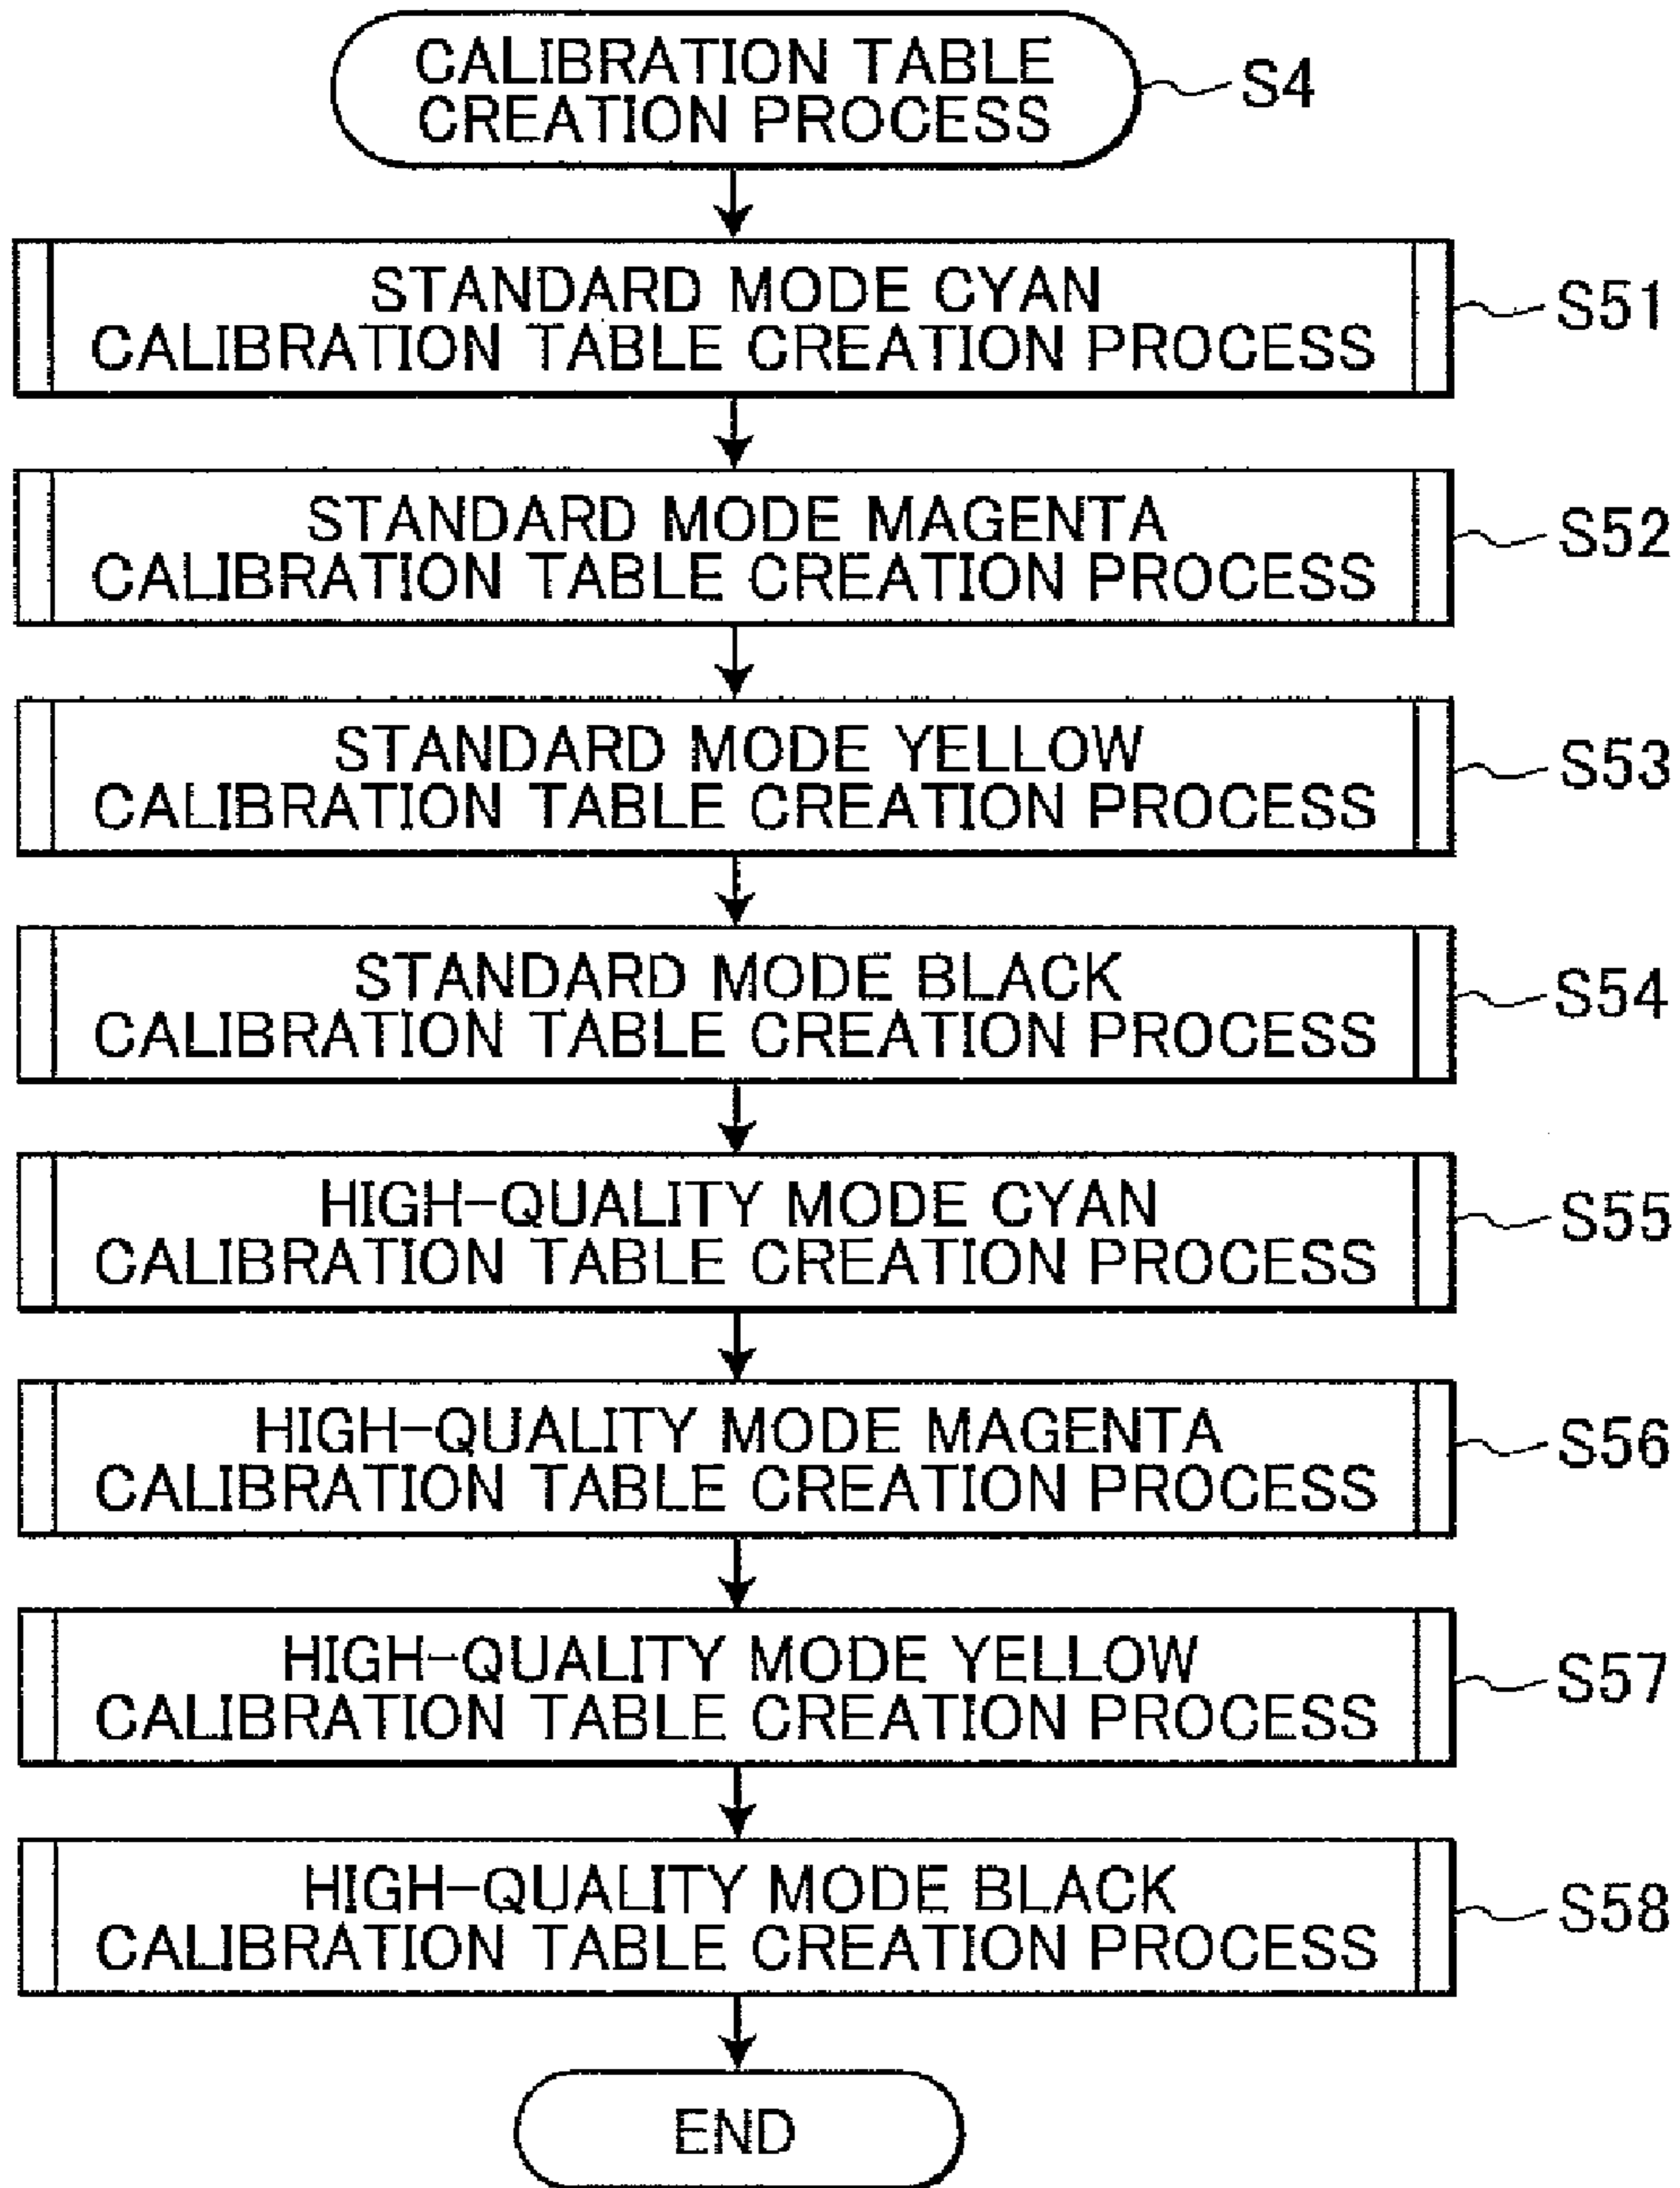 CALIBRATION TABLE
CREATION PROCESS
S4
STANDARD MODE CYAN
CALIBRATION TABLE CREATION PROCESS
S51
STANDARD MODE MAGENTA
CALIBRATION TABLE CREATION PROCESS
S52
STANDARD MODE YELLOW
CALIBRATION TABLE CREATION PROCESS
S53
STANDARD MODE BLACK
CALIBRATION TABLE CREATION PROCESS
S54
HIGH-QUALITY MODE CYAN
CALIBRATION TABLE CREATION PROCESS
S55
HIGH-QUALITY MODE MAGENTA
CALIBRATION TABLE CREATION PROCESS
S56
HIGH-QUALITY MODE YELLOW
CALIBRATION TABLE CREATION PROCESS
S57
HIGH-QUALITY MODE BLACK
CALIBRATION TABLE CREATION PROCESS
S58
END